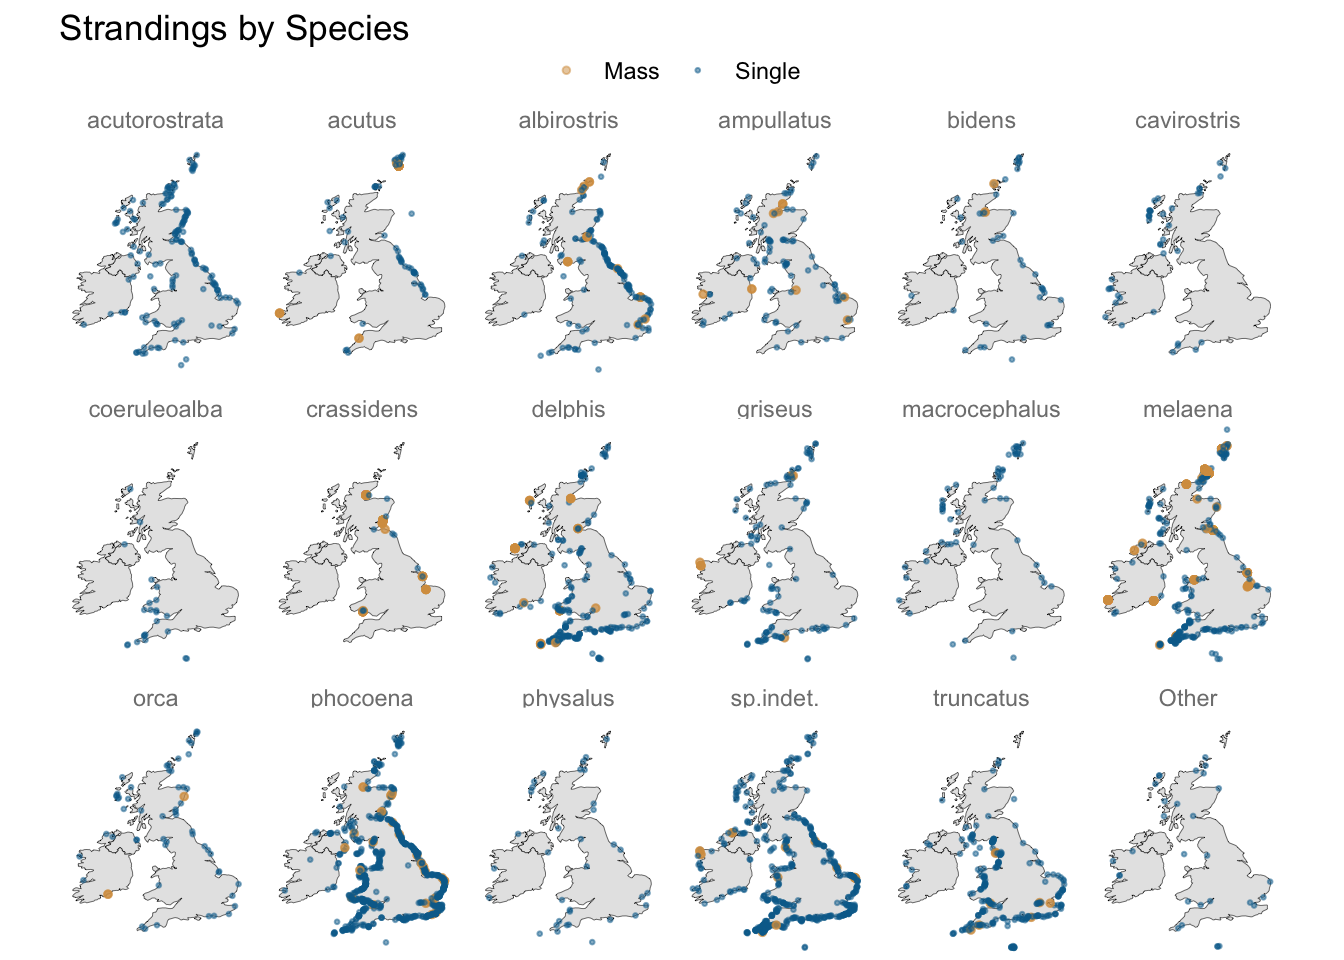 Strandings by Species
Mass Single
acutorostrata acutus albirostris ampullatus bidens cavirostris
coeruleoalba crassidens delphis griseus macrocephalus melaena
orca phocoena physalus sp.indet. truncatus Other